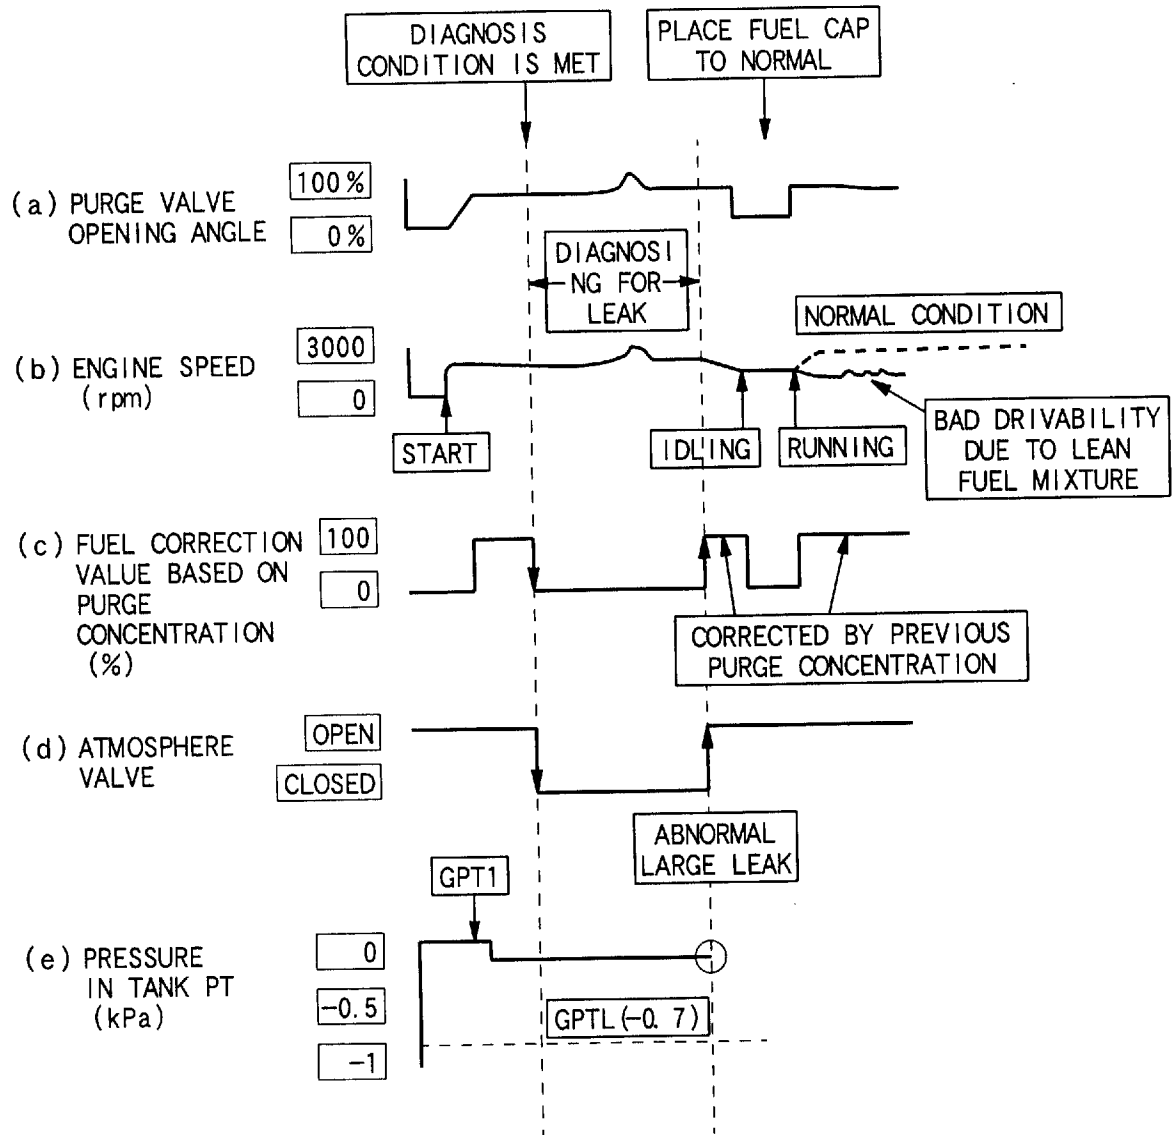 DIAGNOSIS
CONDITION IS MET
PLACE FUEL CAP
TO NORMAL
(a) PURGE VALVE
OPENING ANGLE
100%
0%
DIAGNOSI
NG FOR
LEAK
NORMAL CONDITION
(b) ENGINE SPEED
(rpm)
3000
0
START
IDLING
RUNNING
BAD DRIVABILITY
DUE TO LEAN
FUEL MIXTURE
(c) FUEL CORRECTION
VALUE BASED ON
PURGE
CONCENTRATION
(%)
100
0
CORRECTED BY PREVIOUS
PURGE CONCENTRATION
(d) ATMOSPHERE
VALVE
OPEN
CLOSED
ABNORMAL
LARGE LEAK
GPT1
(e) PRESSURE
IN TANK PT
(kPa)
0
-0.5
-1
GPTL(-0.7)